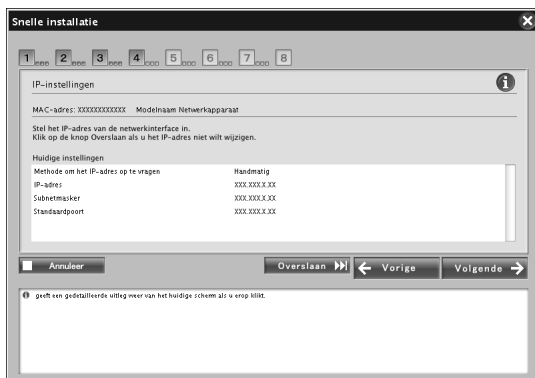 Snelle installatie
1 2 3 4 5 6 7 8
IP-instellingen
MAC-adres: XXXXXXXXXXXX Modelnaam Netwerkapparaat
Stel het IP-adres van de netwerkinterface in.
Klik op de knop Overslaan als u het IP-adres niet wilt wijzigen.
Huidige instellingen
Methode om het IP-adres op te vragen Handmatig
IP-adres XXX.XXX.X.XX
Subnetmasker XXX.XXX.X.XX
Standaardpoort XXX.XXX.X.XX
Annuleer Overslaan Vorige Volgende
geeft een gedetailleerde uitleg weer van het huidige scherm als u erop klikt.